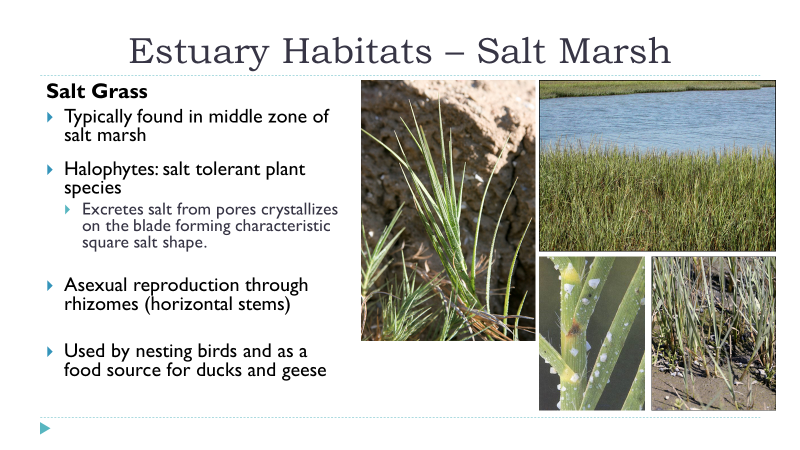 Estuary Habitats – Salt Marsh
Salt Grass
Typically found in middle zone of
salt marsh
Halophytes: salt tolerant plant
species
Excretes salt from pores crystallizes
on the blade forming characteristic
square salt shape.
Asexual reproduction through
rhizomes (horizontal stems)
Used by nesting birds and as a
food source for ducks and geese